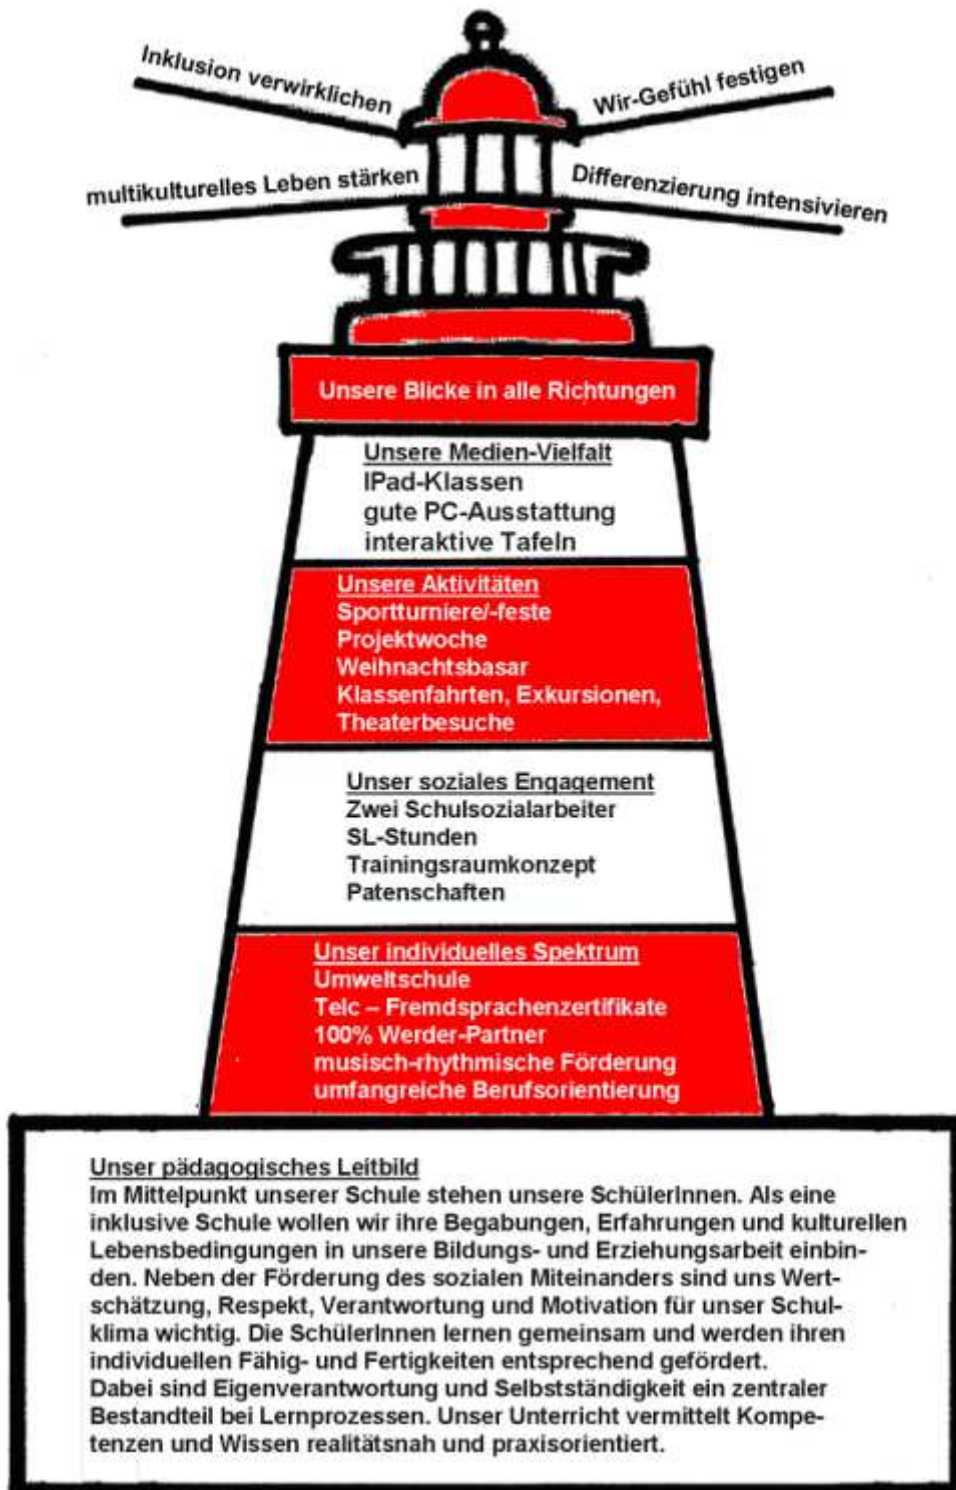 Inklusion verwirklichen
Wir-Gefühl festigen
multikulturelles Leben stärken
Differenzierung intensivieren
Unsere Blicke in alle Richtungen
Unsere Medien-Vielfalt
IPad-Klassen
gute PC-Ausstattung
interaktive Tafeln
Unsere Aktivitäten
Sportturniere/-feste
Projektwoche
Weihnachtsbasar
Klassenfahrten, Exkursionen,
Theaterbesuche
Unser soziales Engagement
Zwei Schulsozialarbeiter
SL-Stunden
Trainingsraumkonzept
Patenschaften
Unser individuelles Spektrum
Umweltschule
Telc – Fremdsprachenzertifikate
100% Werder-Partner
musisch-rhythmische Förderung
umfangreiche Berufsorientierung
Unser pädagogisches Leitbild
Im Mittelpunkt unserer Schule stehen unsere SchülerInnen. Als eine
inklusive Schule wollen wir ihre Begabungen, Erfahrungen und kulturellen
Lebensbedingungen in unsere Bildungs- und Erziehungsarbeit einbin-
den. Neben der Förderung des sozialen Miteinanders sind uns Wert-
schätzung, Respekt, Verantwortung und Motivation für unser Schul-
klima wichtig. Die SchülerInnen lernen gemeinsam und werden ihren
individuellen Fähig- und Fertigkeiten entsprechend gefördert.
Dabei sind Eigenverantwortung und Selbstständigkeit ein zentraler
Bestandteil bei Lernprozessen. Unser Unterricht vermittelt Kompe-
tenzen und Wissen realitätsnah und praxisorientiert.